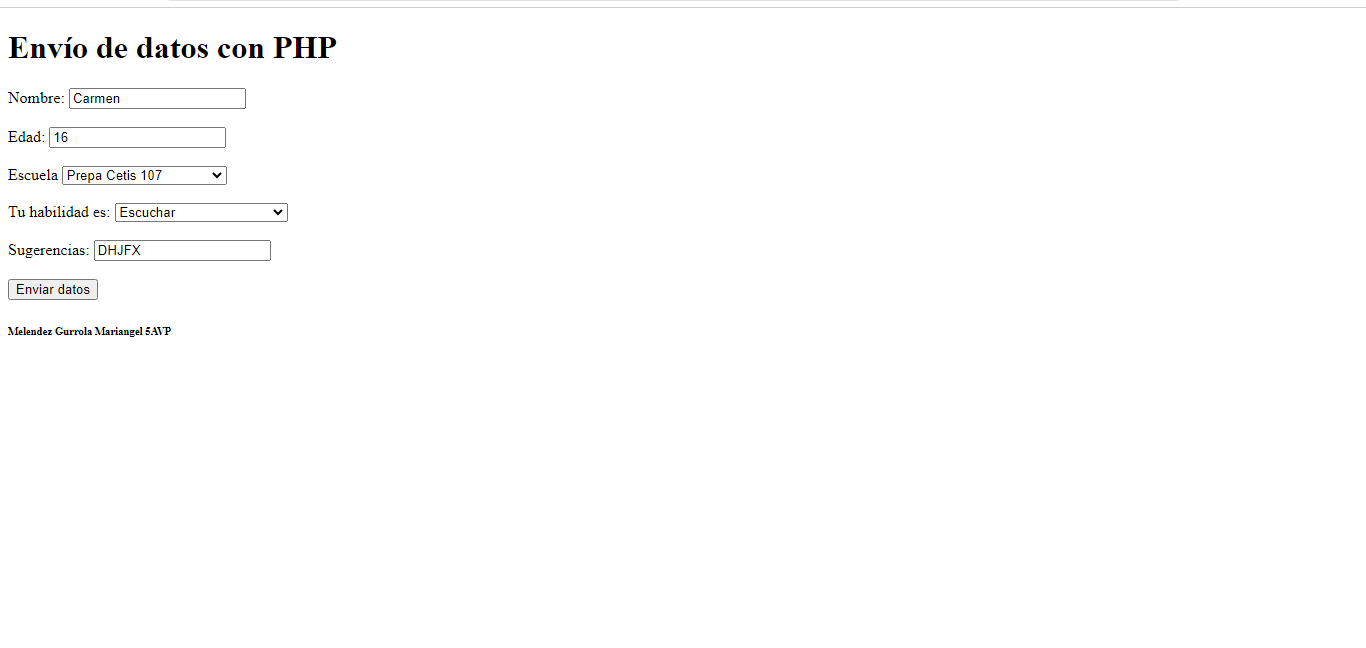 Envío de datos con PHP
Nombre: Carmen
Edad: 16
Escuela Prepa Cetis 107
Tu habilidad es: Escuchar
Sugerencias: DHJFX
Enviar datos
Melendez Gurrola Mariangel 5AVP